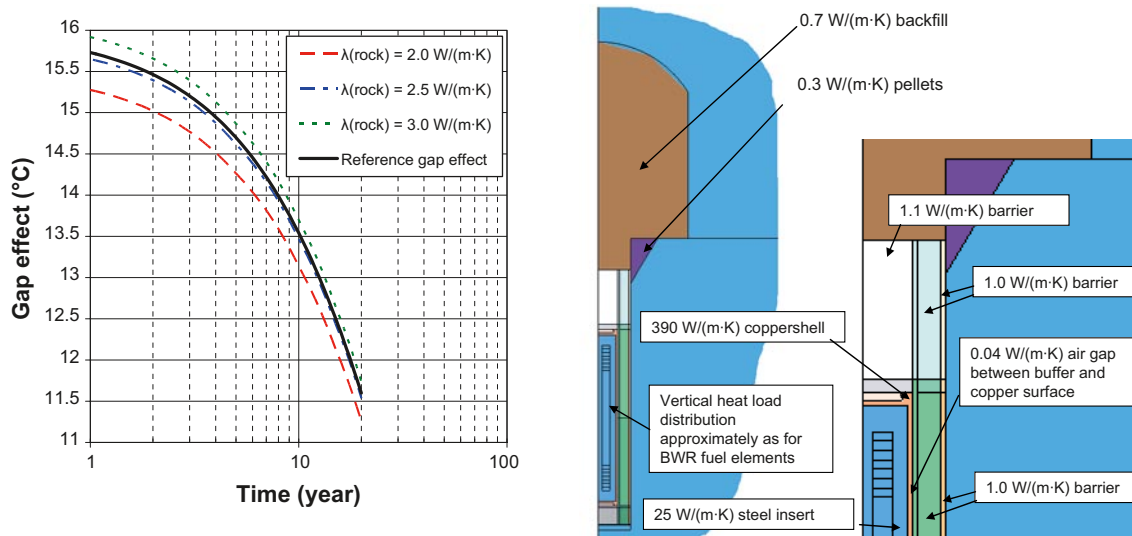 16
15.5
15
14.5
14
13.5
13
12.5
12
11.5
11
Gap effect (°C)
λ(rock) = 2.0 W/(m·K)
λ(rock) = 2.5 W/(m·K)
λ(rock) = 3.0 W/(m·K)
Reference gap effect
1
10
100
Time (year)
0.7 W/(m·K) backfill
0.3 W/(m·K) pellets
1.1 W/(m·K) barrier
1.0 W/(m·K) barrier
390 W/(m·K) coppershell
0.04 W/(m·K) air gap
between buffer and
copper surface
Vertical heat load
distribution
approximately as for
BWR fuel elements
1.0 W/(m·K) barrier
25 W/(m·K) steel insert